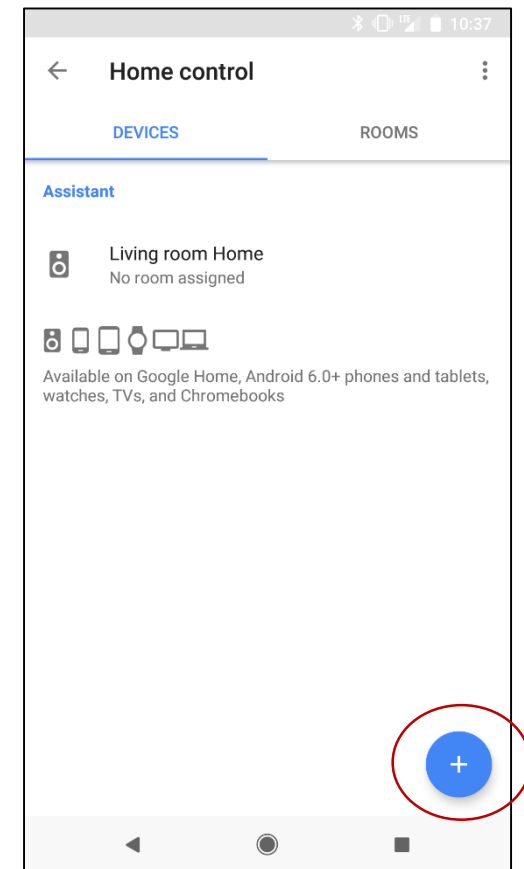 LTE 10:37
Home control
DEVICES ROOMS
Assistant
Living room Home
No room assigned
Available on Google Home, Android 6.0+ phones and tablets,
watches, TVs, and Chromebooks
+